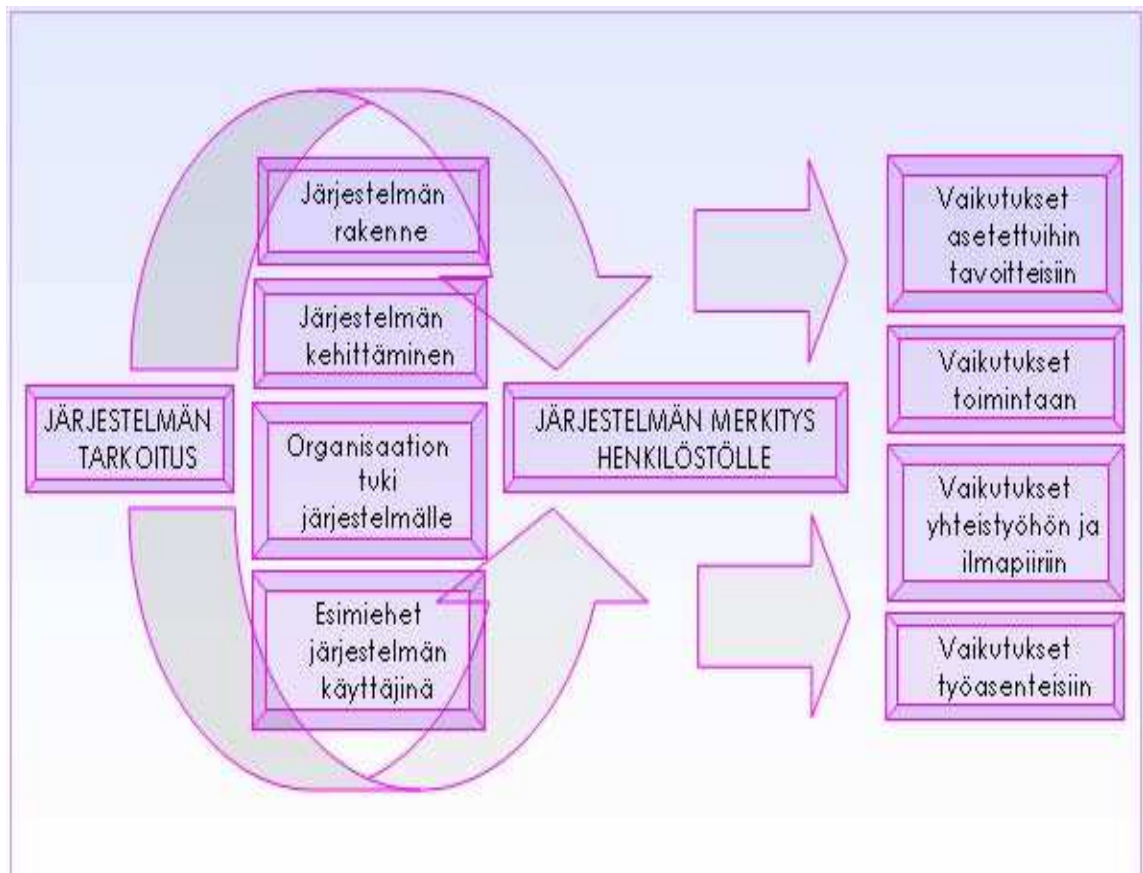 JÄRJESTELMÄN
TARKOITUS
Järjestelmän
rakenne
Järjestelmän
kehittäminen
Organisaation
tuki
järjestelmälle
Esimiehet
järjestelmän
käyttäjinä
JÄRJESTELMÄN MERKITYS
HENKILÖSTÖLLE
Vaikutukset
asetettuihin
tavoitteisiin
Vaikutukset
toimintaan
Vaikutukset
yhteistyöhön ja
ilmapiiriin
Vaikutukset
työasenteisiin